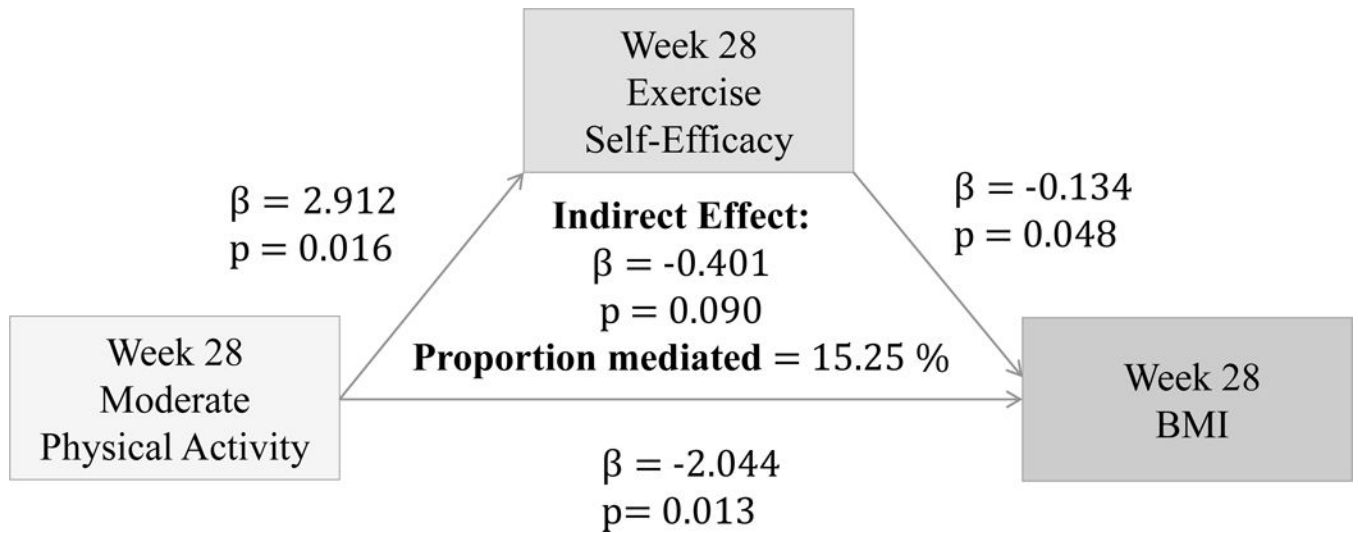 Week 28
Exercise
Self-Efficacy
β = 2.912
p = 0.016
Indirect Effect:
β = -0.401
p = 0.090
Proportion mediated = 15.25 %
β = -0.134
p = 0.048
Week 28
Moderate
Physical Activity
Week 28
BMI
β = -2.044
p= 0.013